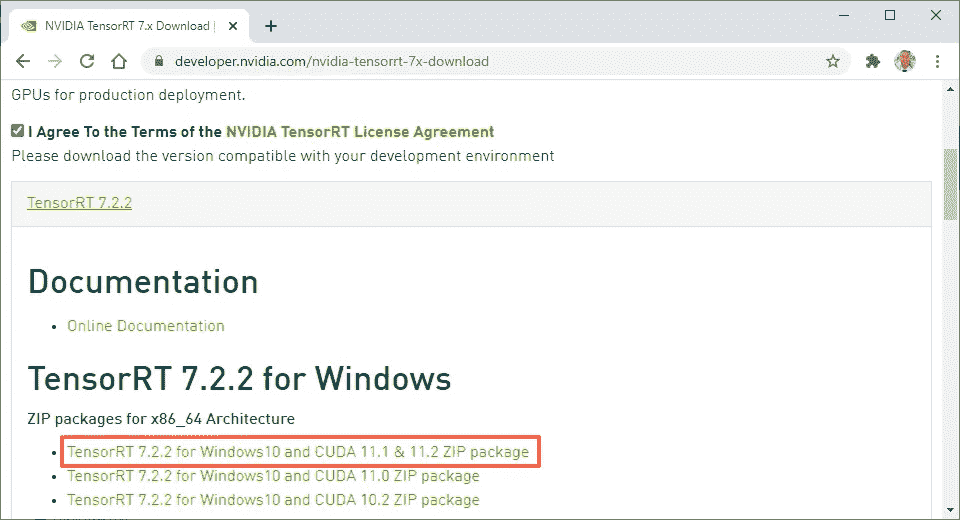 NVIDIA TensorRT 7.x Download |
developer.nvidia.com/nvidia-tensorrt-7x-download
GPUs for production deployment.
I Agree To the Terms of the NVIDIA TensorRT License Agreement
Please download the version compatible with your development environment
TensorRT 7.2.2
Documentation
• Online Documentation
TensorRT 7.2.2 for Windows
ZIP packages for x86_64 Architecture
• TensorRT 7.2.2 for Windows10 and CUDA 11.1 & 11.2 ZIP package
• TensorRT 7.2.2 for Windows10 and CUDA 11.0 ZIP package
• TensorRT 7.2.2 for Windows10 and CUDA 10.2 ZIP package